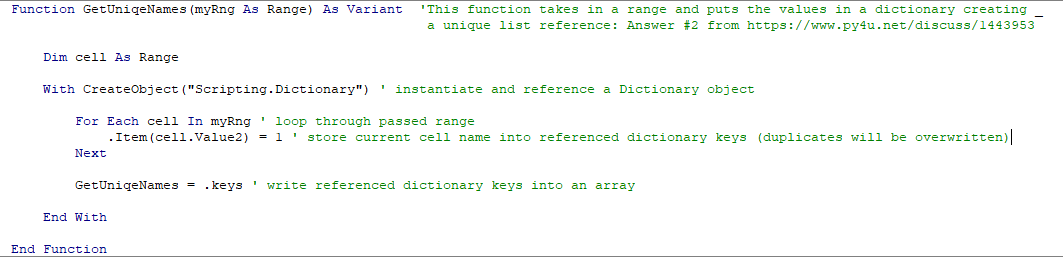 Function GetUniqeNames(myRng As Range) As Variant  'This function takes in a range and puts the values in a dictionary creating _
a unique list reference: Answer #2 from https://www.py4u.net/discuss/1443953
Dim cell As Range
With CreateObject("Scripting.Dictionary") ' instantiate and reference a Dictionary object
For Each cell In myRng ' loop through passed range
.Item(cell.Value2) = 1 ' store current cell name into referenced dictionary keys (duplicates will be overwritten)
Next
GetUniqeNames = .keys ' write referenced dictionary keys into an array
End With
End Function